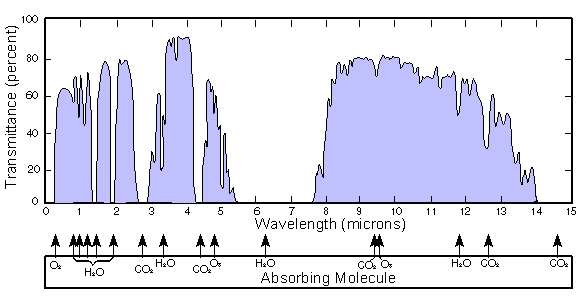 Transmittance (percent)
100
80
60
40
20
0
0 1 2 3 4 5 6 7 8 9 10 11 12 13 14 15
Wavelength (microns)
O₂ H₂O CO₂ H₂O CO₂ O₃ H₂O CO₂ O₃ H₂O CO₂ CO₂
Absorbing Molecule